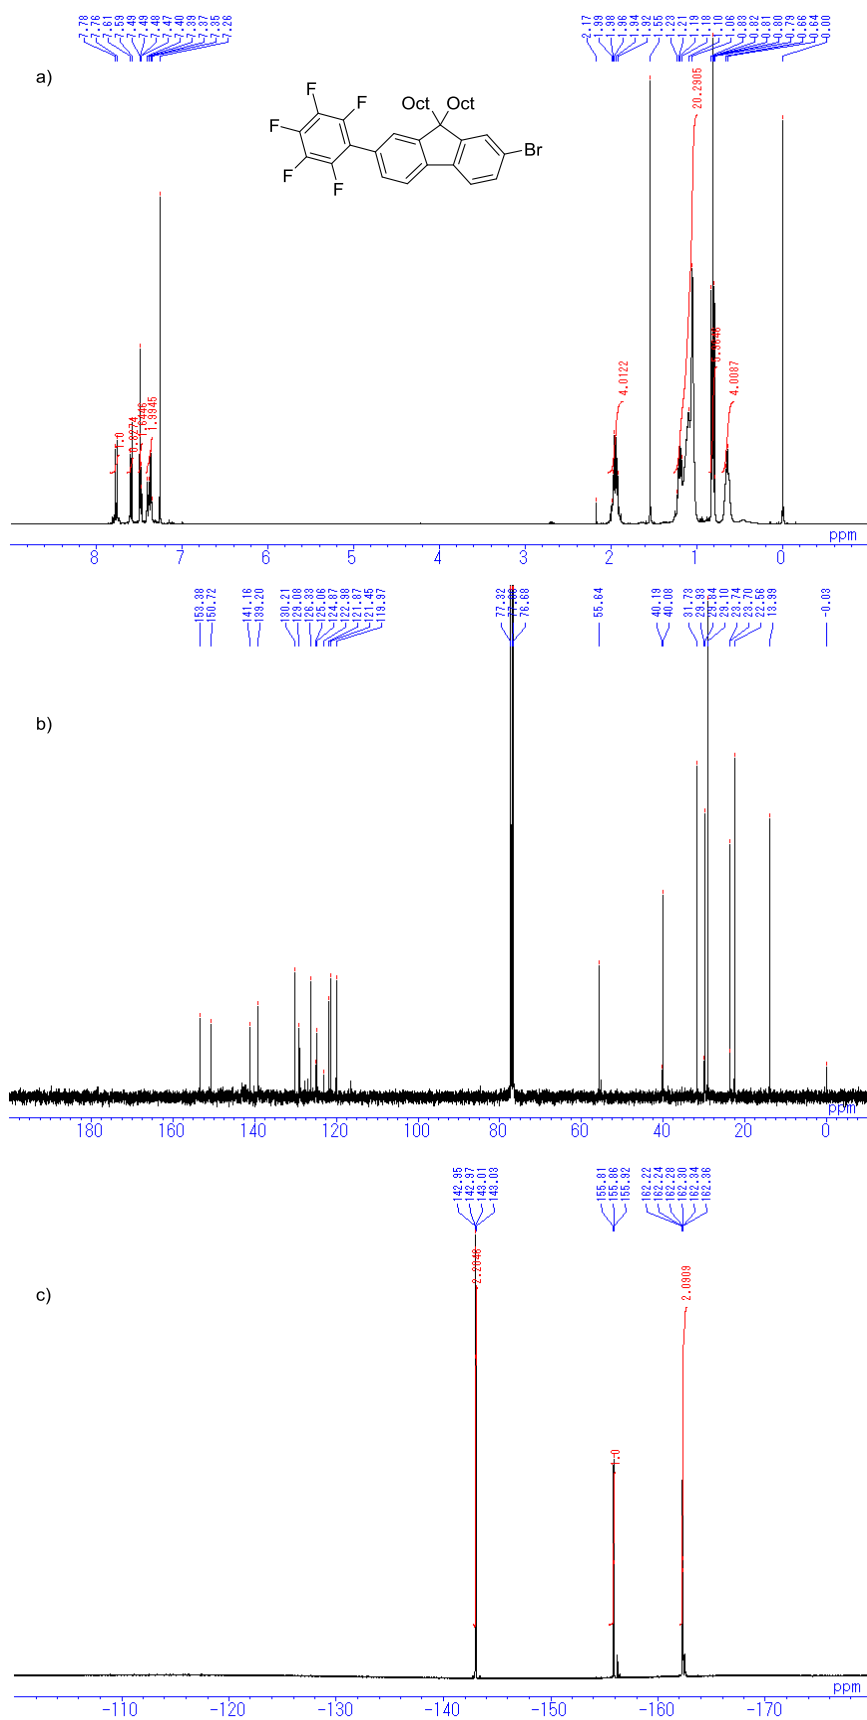 7.78 7.76 7.61 7.59 7.49 7.49 7.48 7.47 7.40 7.39 7.37 7.35 7.26 2.17 1.99 1.98 1.96 1.94 1.92 1.55 1.23 1.21 1.19 1.18 1.10 1.06 0.83 0.82 0.81 0.80 0.79 0.66 0.64 0.00
a)
F F F F F Oct Oct Br
1.0 0.8274 1.6446 1.9945 4.0122 20.2905 4.0087
ppm
8 7 6 5 4 3 2 1 0
153.38 150.72 141.16 139.20 130.21 129.08 126.33 125.06 124.87 122.98 121.87 121.45 119.97 77.32 76.68 55.64 40.19 40.08 31.73 29.93 29.84 29.10 23.74 23.70 22.56 13.99 -0.03
b)
ppm
180 160 140 120 100 80 60 40 20 0
142.95 142.97 143.01 143.03 155.81 155.86 155.92 162.22 162.24 162.28 162.30 162.34 162.36
c)
2.2048 1.0 2.0909
ppm
-110 -120 -130 -140 -150 -160 -170